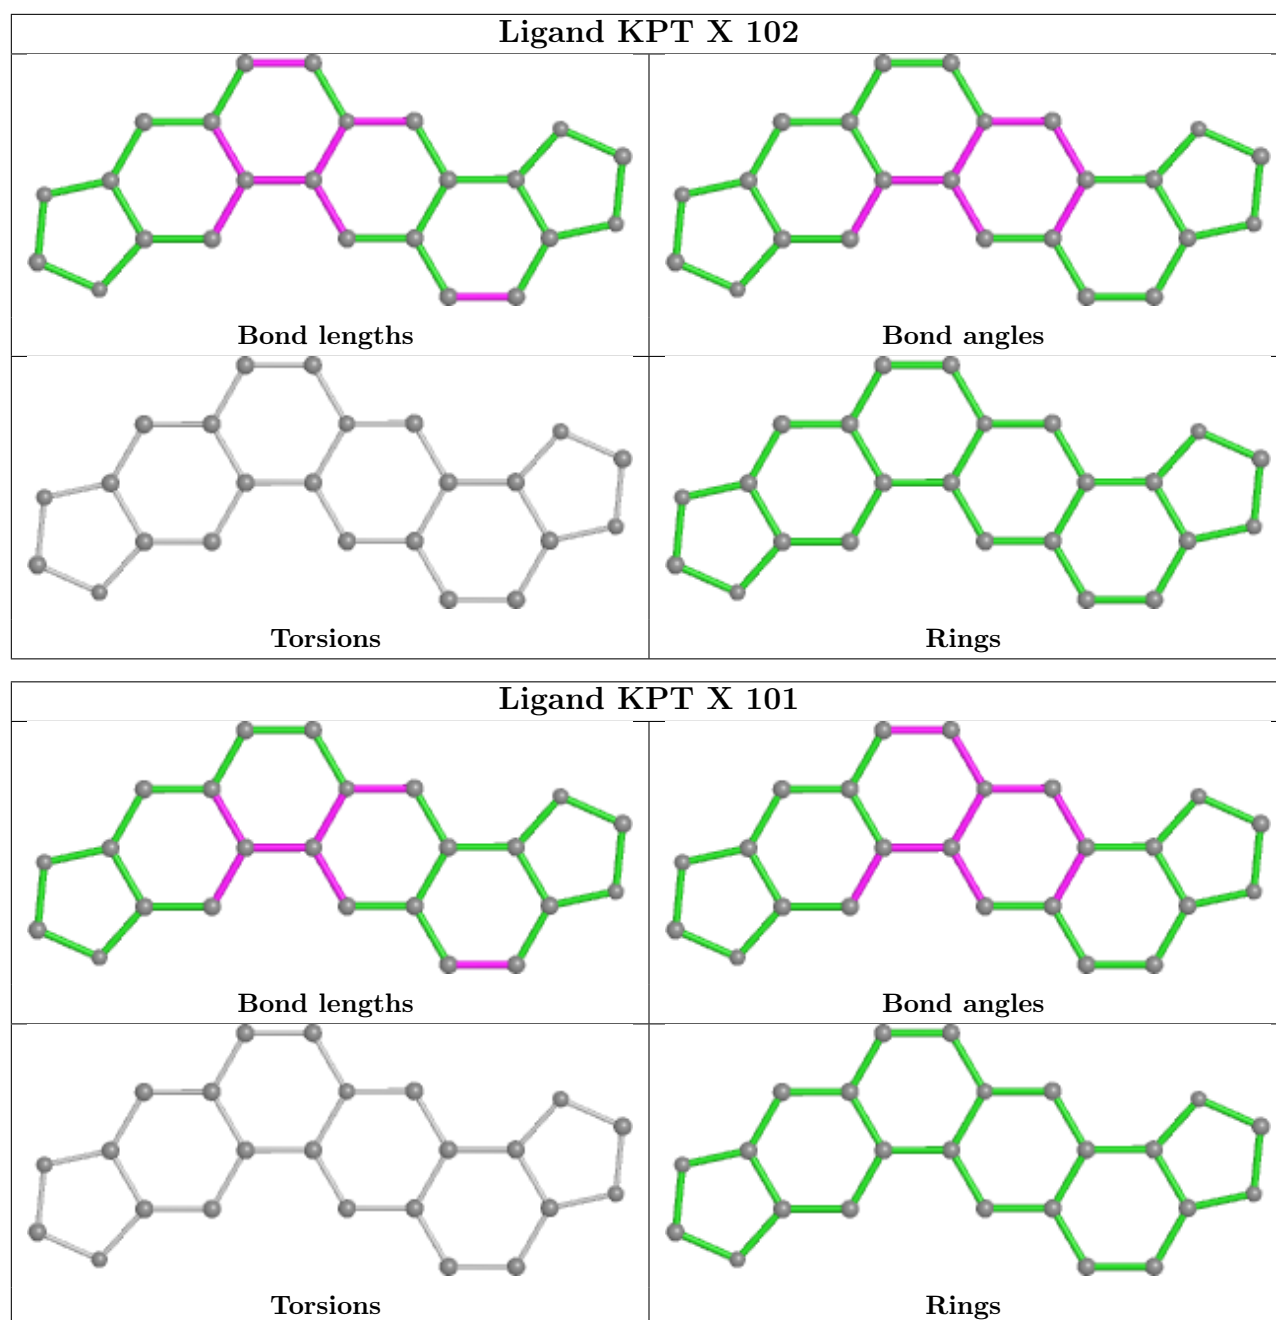 Ligand KPT X 102
Bond lengths
Bond angles
Torsions
Rings
Ligand KPT X 101
Bond lengths
Bond angles
Torsions
Rings